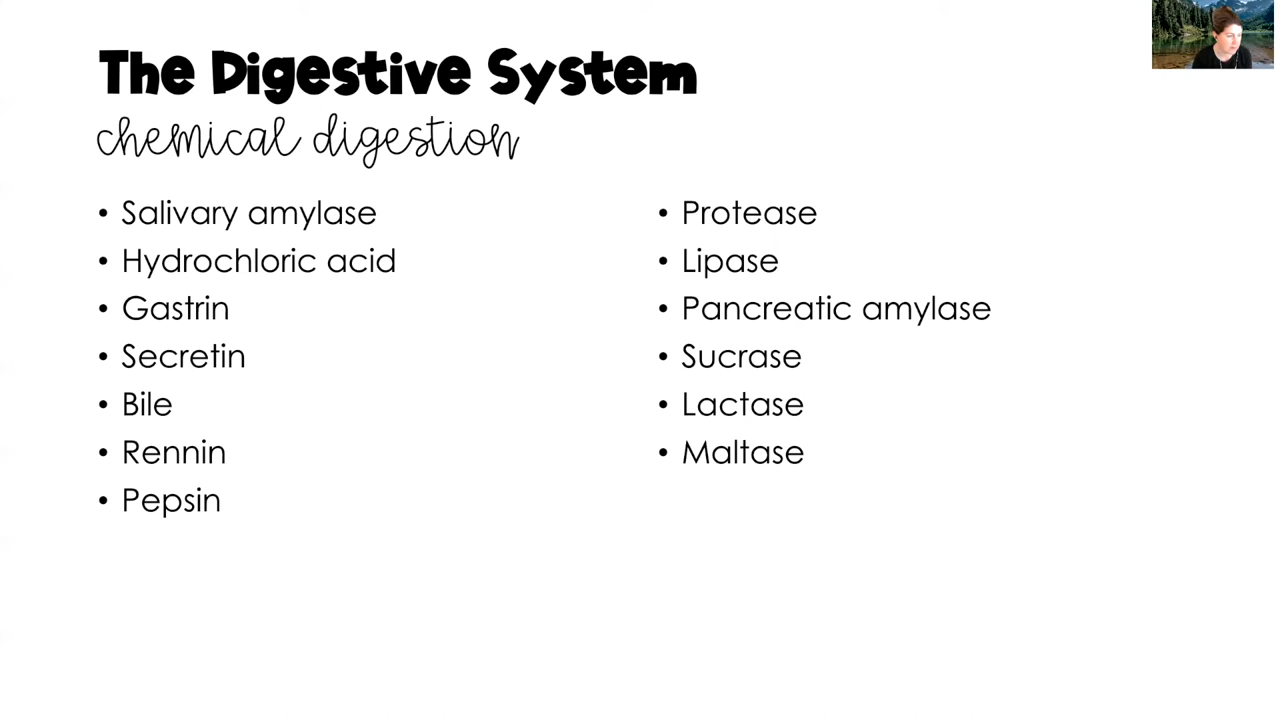 The Digestive System
chemical digestion
• Salivary amylase
• Hydrochloric acid
• Gastrin
• Secretin
• Bile
• Rennin
• Pepsin
• Protease
• Lipase
• Pancreatic amylase
• Sucrase
• Lactase
• Maltase